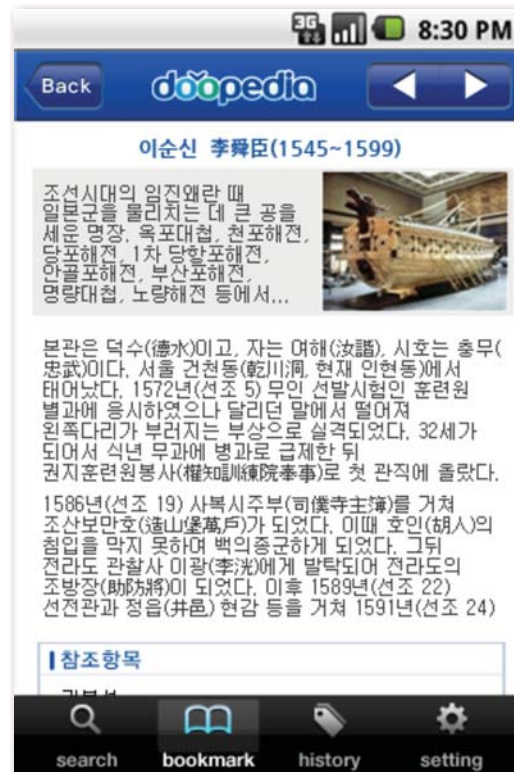 3G 8:30 PM
Back doopedia
이순신 李舜臣(1545~1599)
조선시대의 임진왜란 때
일본군을 물리치는 데 큰 공을
세운 명장. 옥포대첩, 천포해전,
당포해전, 1차 당항포해전,
안골포해전, 부산포해전,
명량대첩, 노량해전 등에서...
본관은 덕수(德水)이고, 자는 여해(汝諧), 시호는 충무(
忠武)이다. 서울 건천동(乾川洞, 현재 인현동)에서
태어났다. 1572년(선조 5) 무인 선발시험인 훈련원
별과에 응시하였으나 달리던 말에서 떨어져
왼쪽다리가 부러지는 부상으로 실격되었다. 32세가
되어서 식년 무과에 병과로 급제한 뒤
권지훈련원봉사(權知訓練院奉事)로 첫 관직에 올랐다.
1586년(선조 19) 사복시주부(司僕寺主簿)를 거쳐
조산보만호(造山堡萬戶)가 되었다. 이때 호인(胡人)의
침입을 막지 못하여 백의종군하게 되었다. 그뒤
전라도 관찰사 이광(李洸)에게 발탁되어 전라도의
조방장(助防將)이 되었다. 이후 1589년(선조 22)
선전관과 정읍(井邑) 현감 등을 거쳐 1591년(선조 24)
참조항목
search bookmark history setting